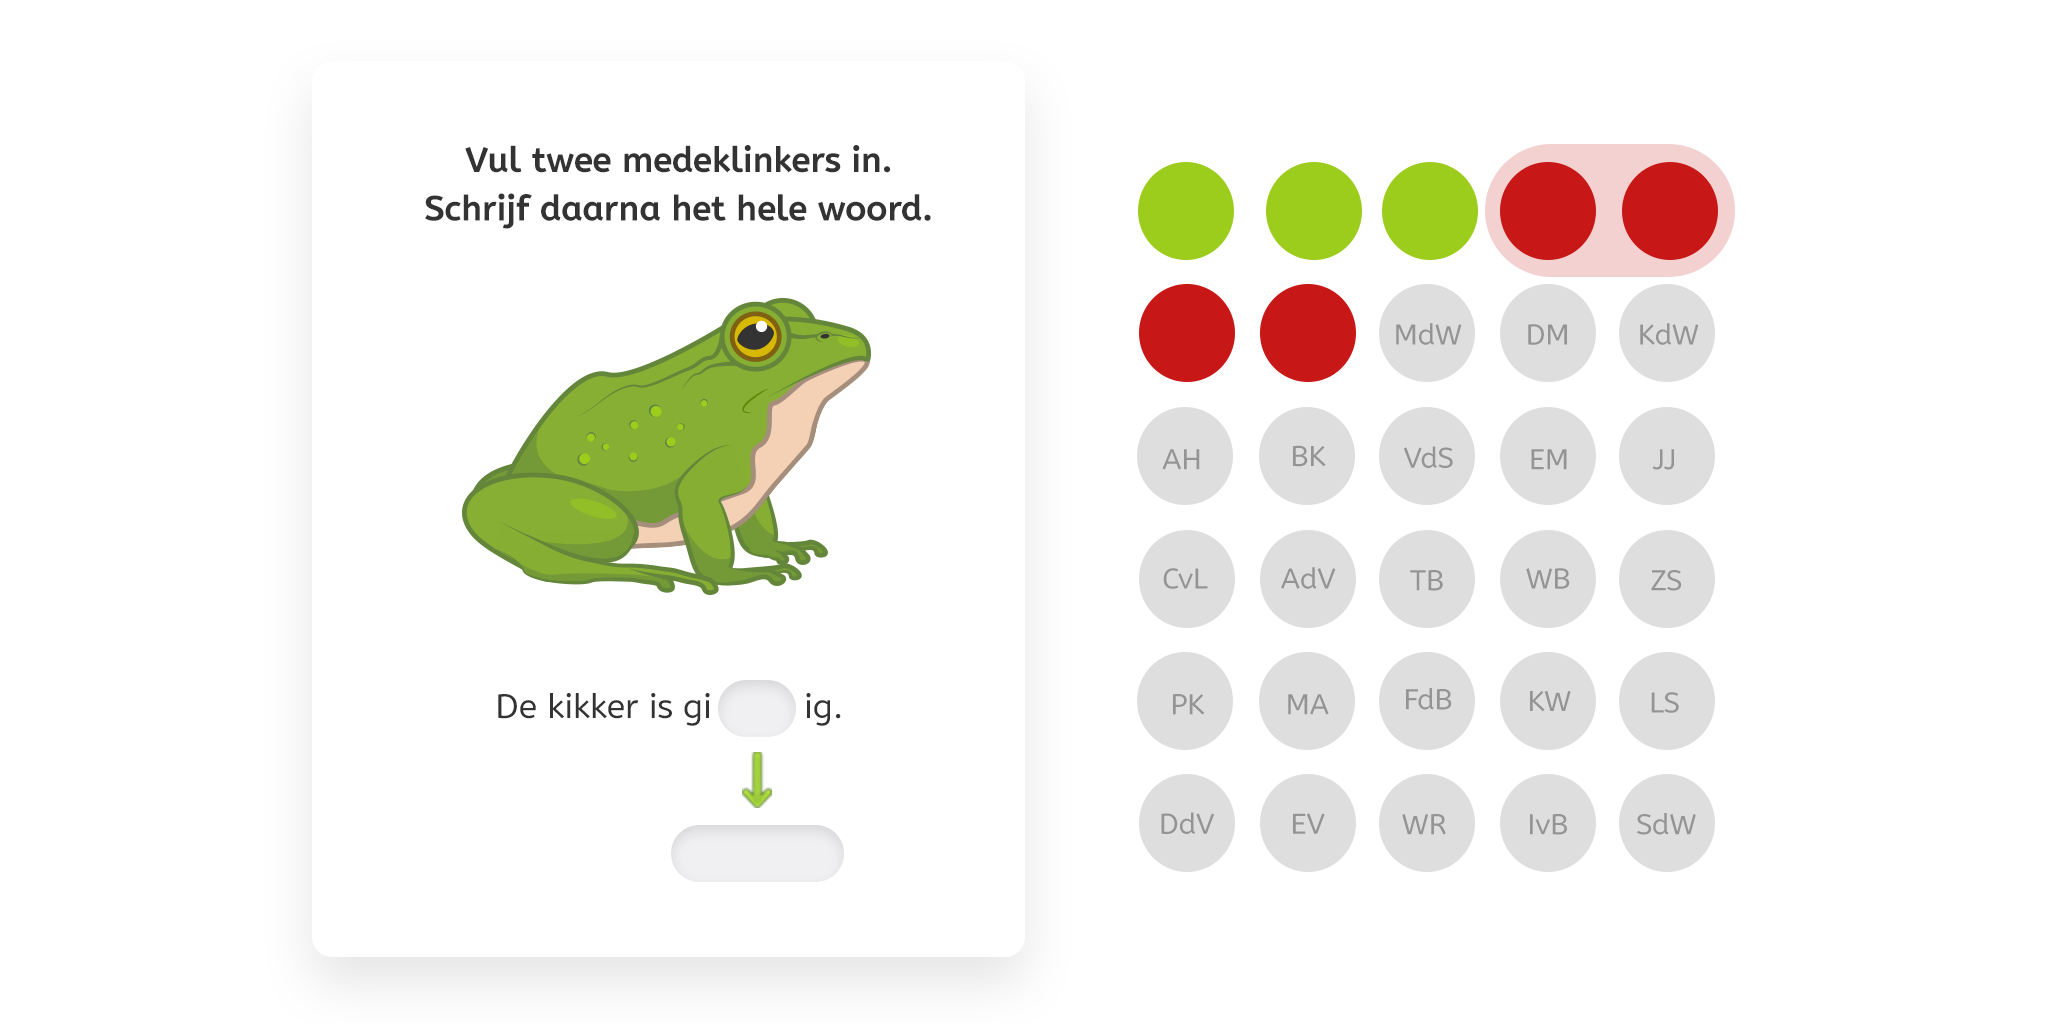 Vul twee medeklinkers in.
Schrijf daarna het hele woord.
De kikker is gi ig.
MdW DM KdW
AH BK VdS EM JJ
CvL AdV TB WB ZS
PK MA FdB KW LS
DdV EV WR IvB SdW